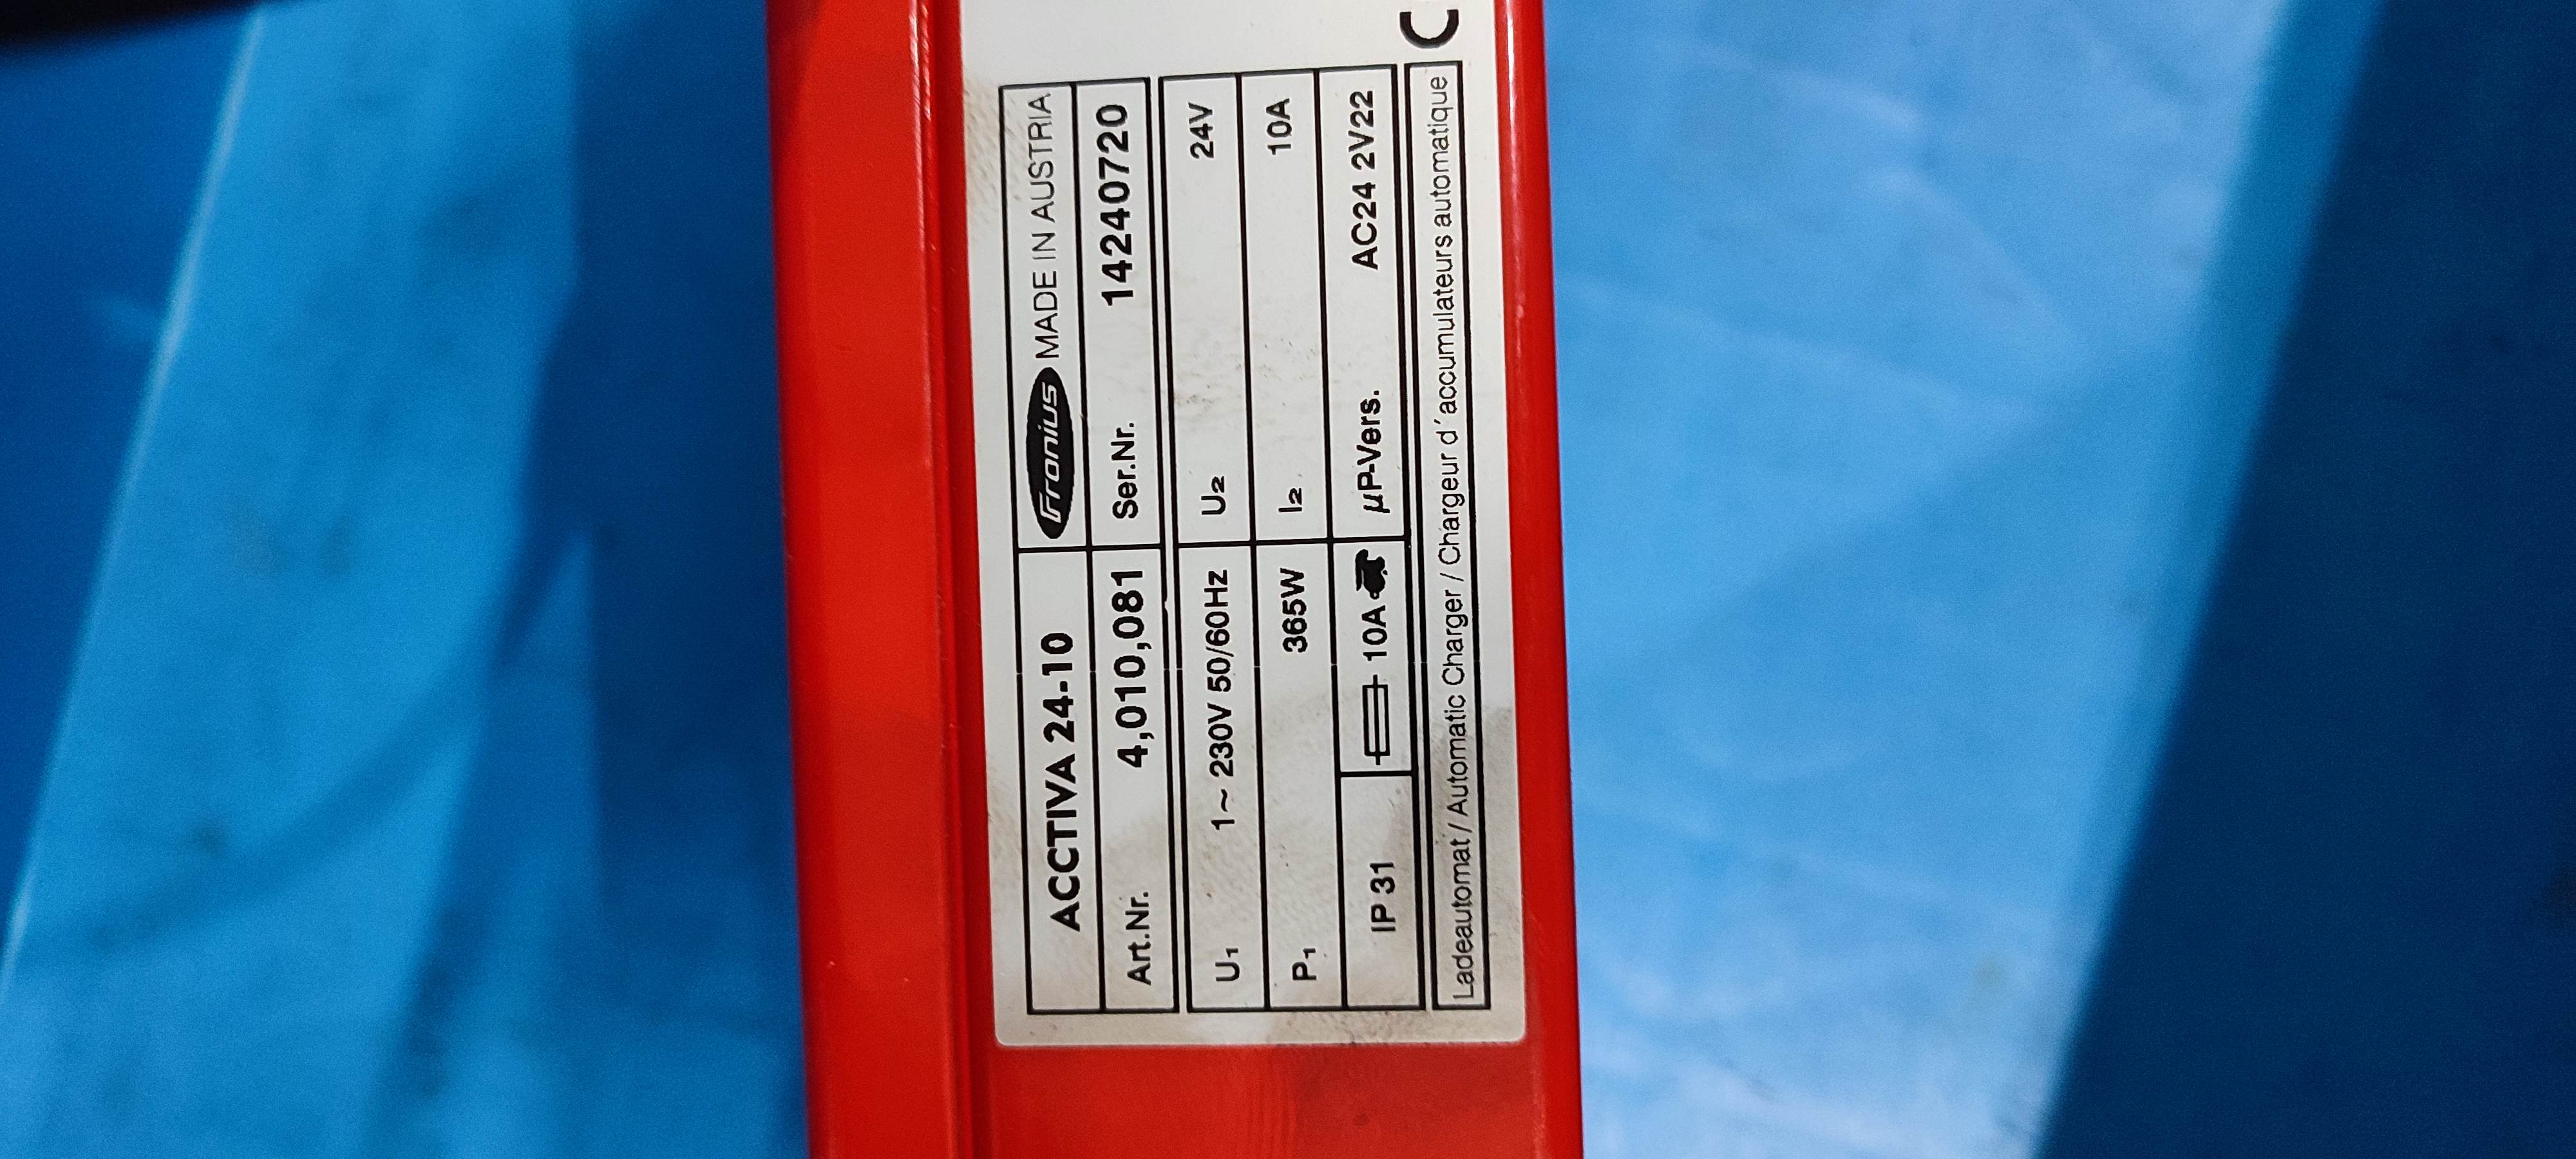 ACCTIVA 24-10 Fronius MADE IN AUSTRIA
Art.Nr. 4,010,081 Ser.Nr. 14240720
U₁ 1~ 230V 50/60Hz U₂ 24V
P₁ 365W I₂ 10A
IP 31 10A µP-Vers. AC24 2V22
Ladeautomat / Automatic Charger / Chargeur d´accumulateurs automatique